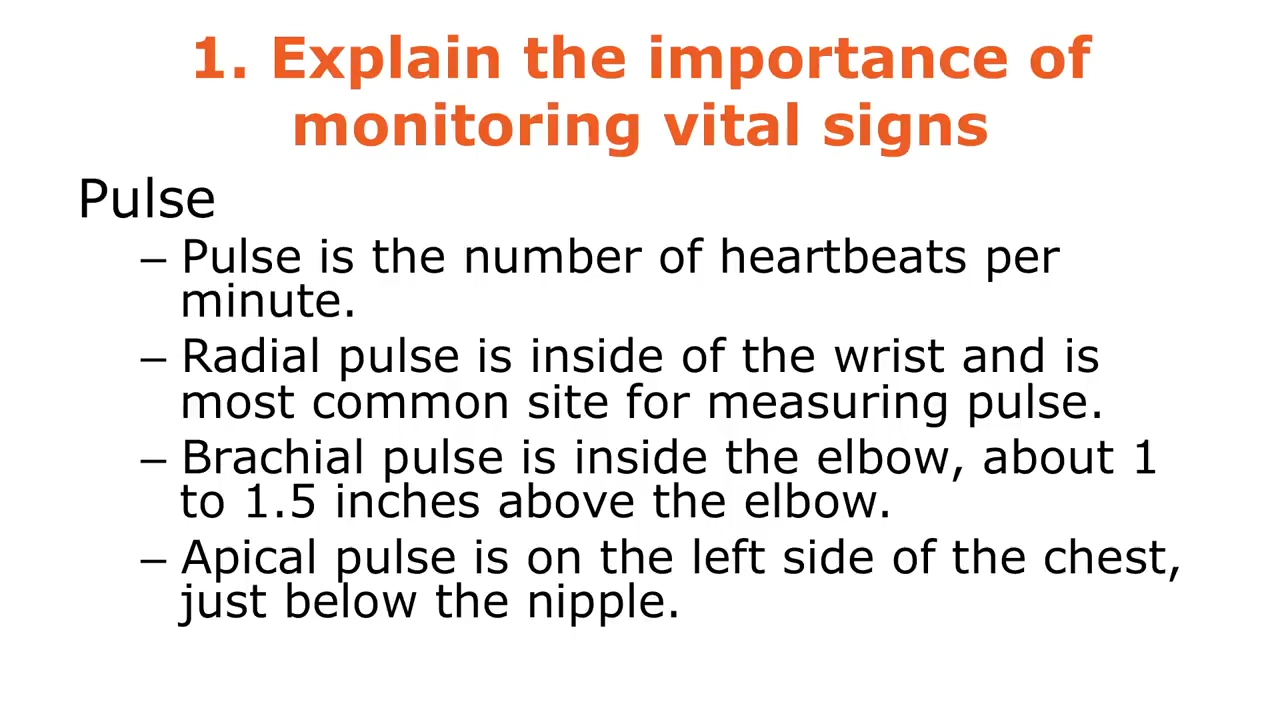 1. Explain the importance of
monitoring vital signs
Pulse
– Pulse is the number of heartbeats per
minute.
– Radial pulse is inside of the wrist and is
most common site for measuring pulse.
– Brachial pulse is inside the elbow, about 1
to 1.5 inches above the elbow.
– Apical pulse is on the left side of the chest,
just below the nipple.